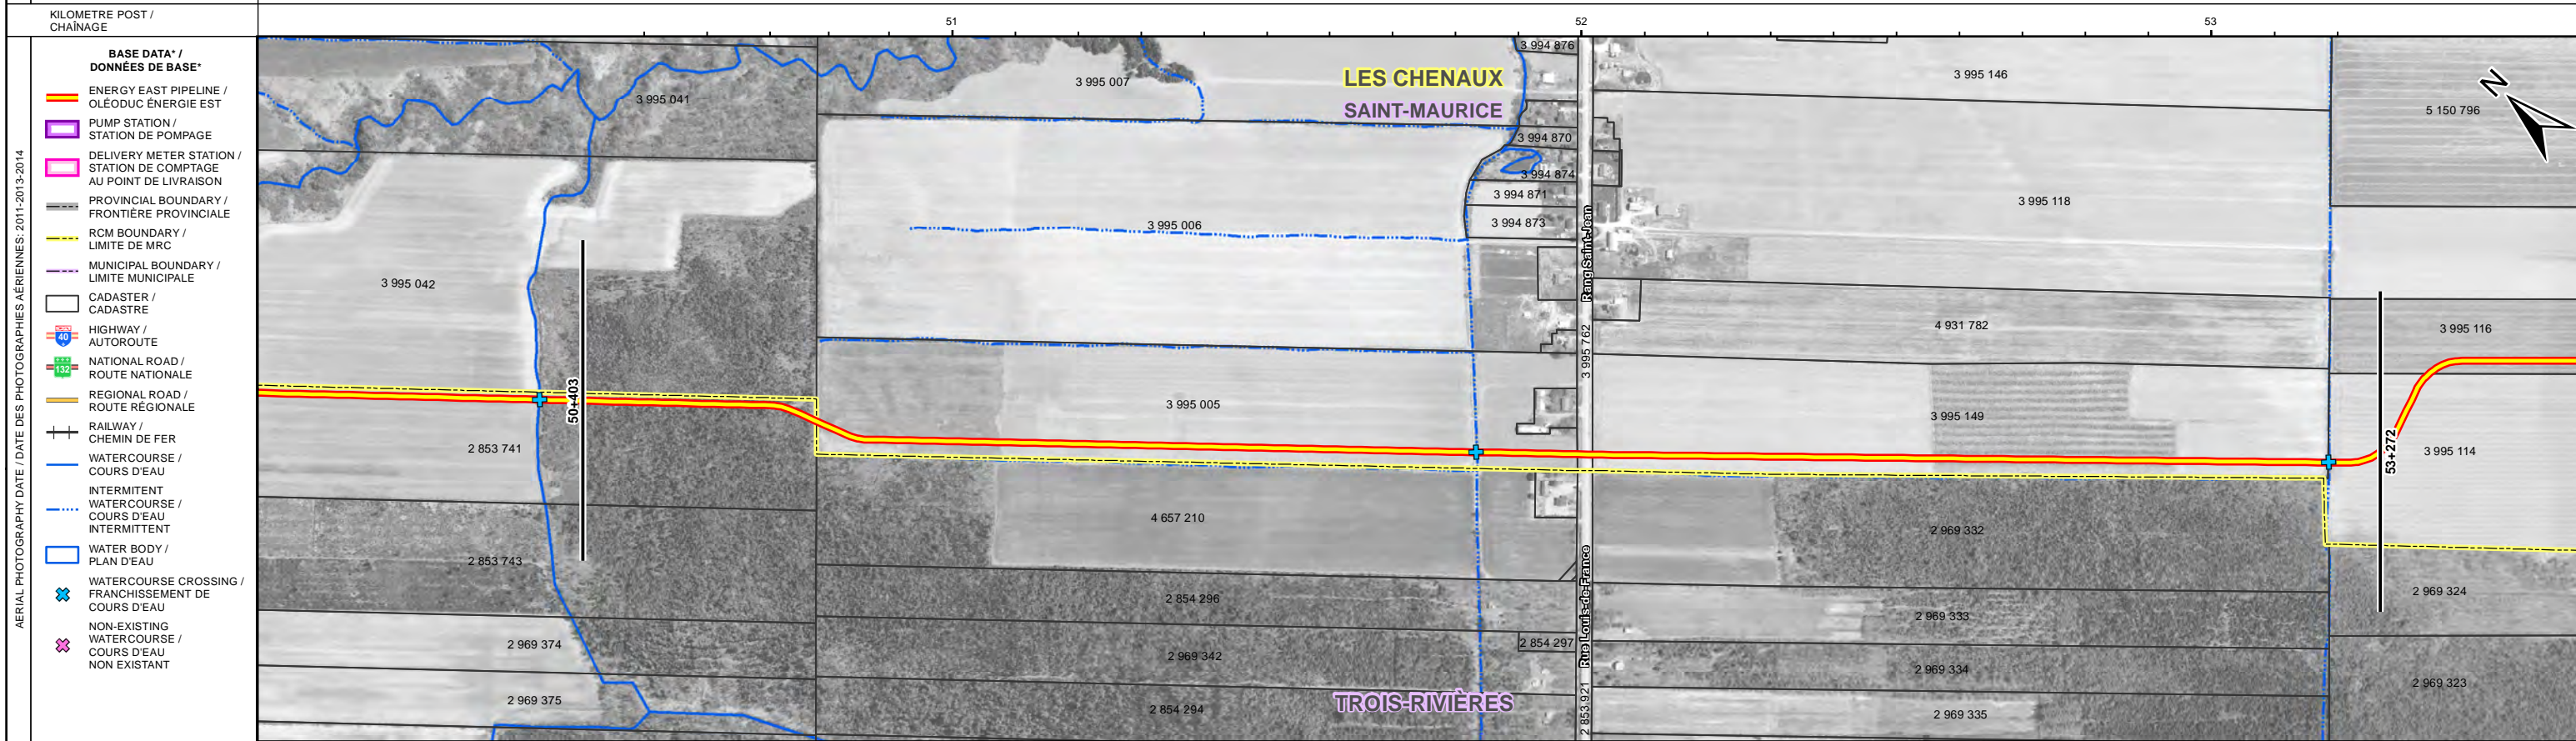 KILOMETRE POST /
CHAÎNAGE
51
52
53
AERIAL PHOTOGRAPHY DATE / DATE DES PHOTOGRAPHIES AÉRIENNES: 2011-2013-2014
BASE DATA* /
DONNÉES DE BASE*
ENERGY EAST PIPELINE /
OLÉODUC ÉNERGIE EST
PUMP STATION /
STATION DE POMPAGE
DELIVERY METER STATION /
STATION DE COMPTAGE
AU POINT DE LIVRAISON
PROVINCIAL BOUNDARY /
FRONTIÈRE PROVINCIALE
RCM BOUNDARY /
LIMITE DE MRC
MUNICIPAL BOUNDARY /
LIMITE MUNICIPALE
CADASTER /
CADASTRE
40
HIGHWAY /
AUTOROUTE
132
NATIONAL ROAD /
ROUTE NATIONALE
REGIONAL ROAD /
ROUTE RÉGIONALE
RAILWAY /
CHEMIN DE FER
WATERCOURSE /
COURS D'EAU
INTERMITENT
WATERCOURSE /
COURS D'EAU
INTERMITTENT
WATER BODY /
PLAN D'EAU
WATERCOURSE CROSSING /
FRANCHISSEMENT DE
COURS D'EAU
NON-EXISTING
WATERCOURSE /
COURS D'EAU
NON EXISTANT
3 995 041
3 995 042
2 853 741
2 853 743
2 969 374
2 969 375
50+403
3 995 007
LES CHENAUX
SAINT-MAURICE
3 995 006
3 995 005
4 657 210
2 854 296
2 969 342
2 854 294
TROIS-RIVIÈRES
3 994 876
3 994 870
3 994 874
3 994 871
3 994 873
2 854 297
Rang Saint-Jean
3 995 762
Rue Louis-de-France
2 853 921
3 995 146
3 995 118
4 931 782
3 995 149
2 969 332
2 969 333
2 969 334
2 969 335
N
5 150 796
3 995 116
53+272
3 995 114
2 969 324
2 969 323